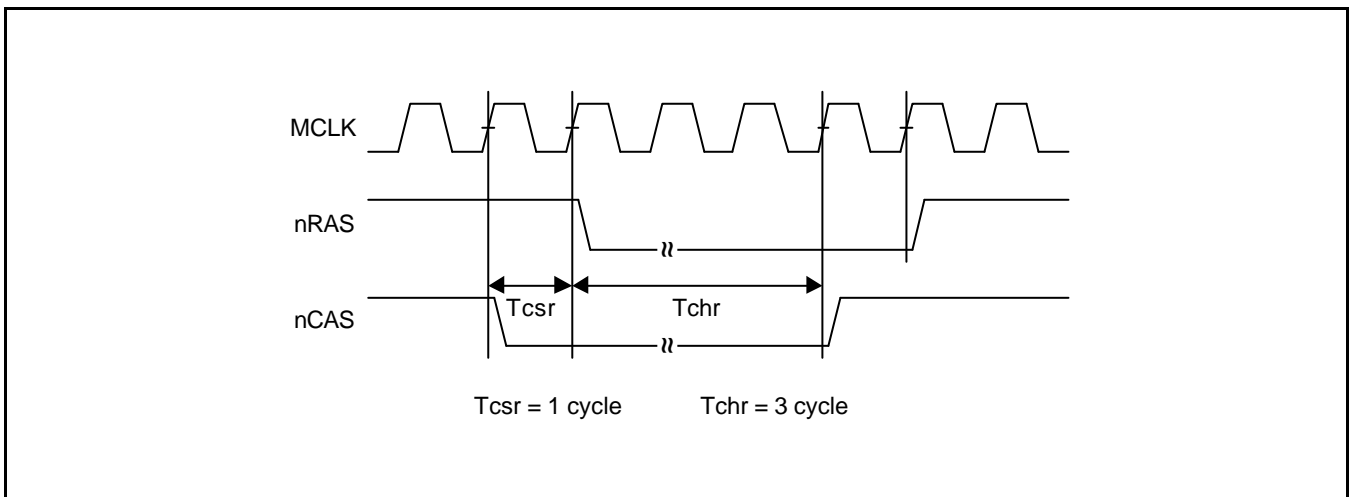 MCLK
nRAS
Tcsr Tchr
nCAS
Tcsr = 1 cycle Tchr = 3 cycle